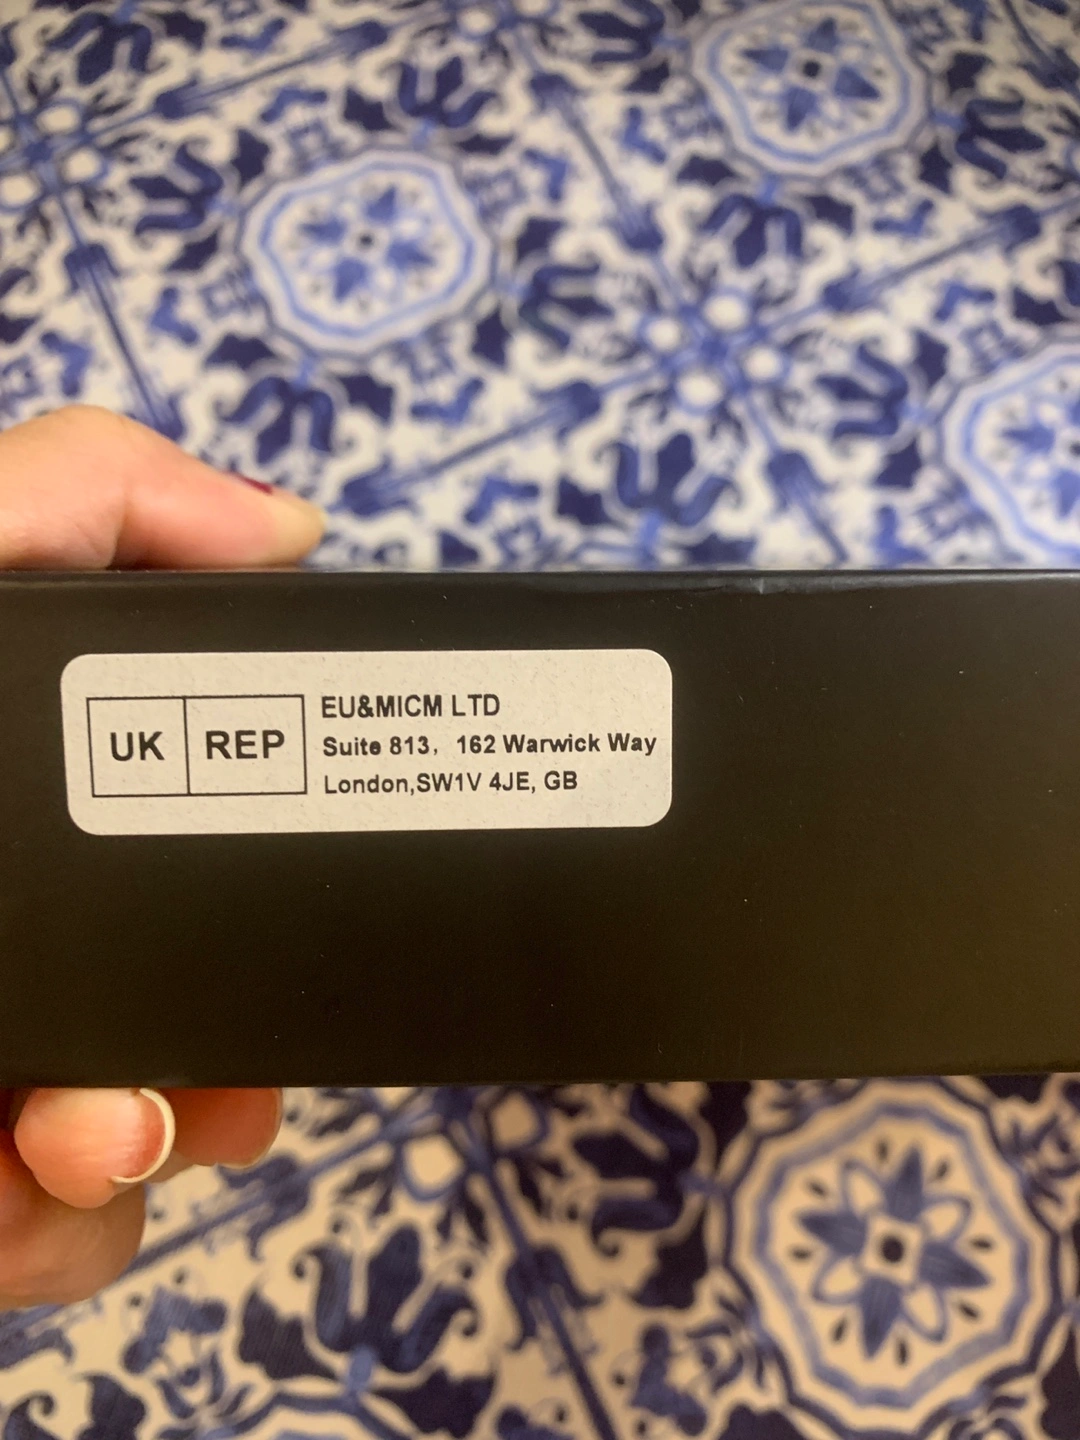 UK REP
EU&MICM LTD
Suite 813, 162 Warwick Way
London,SW1V 4JE, GB